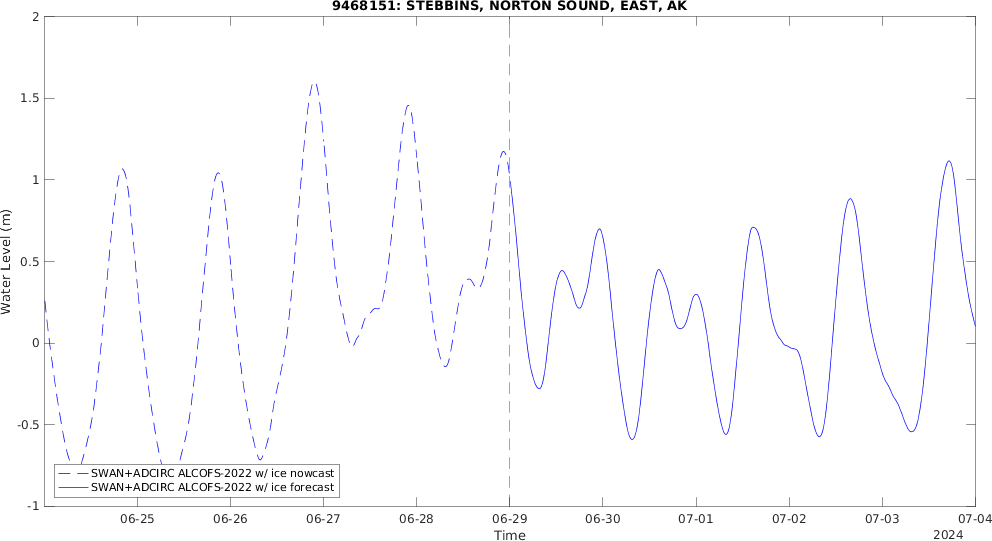 9468151: STEBBINS, NORTON SOUND, EAST, AK
Water Level (m)
2
1.5
1
0.5
0
-0.5
-1
SWAN+ADCIRC ALCOFS-2022 w/ ice nowcast
SWAN+ADCIRC ALCOFS-2022 w/ ice forecast
06-25 06-26 06-27 06-28 06-29 06-30 07-01 07-02 07-03 07-04
Time
2024